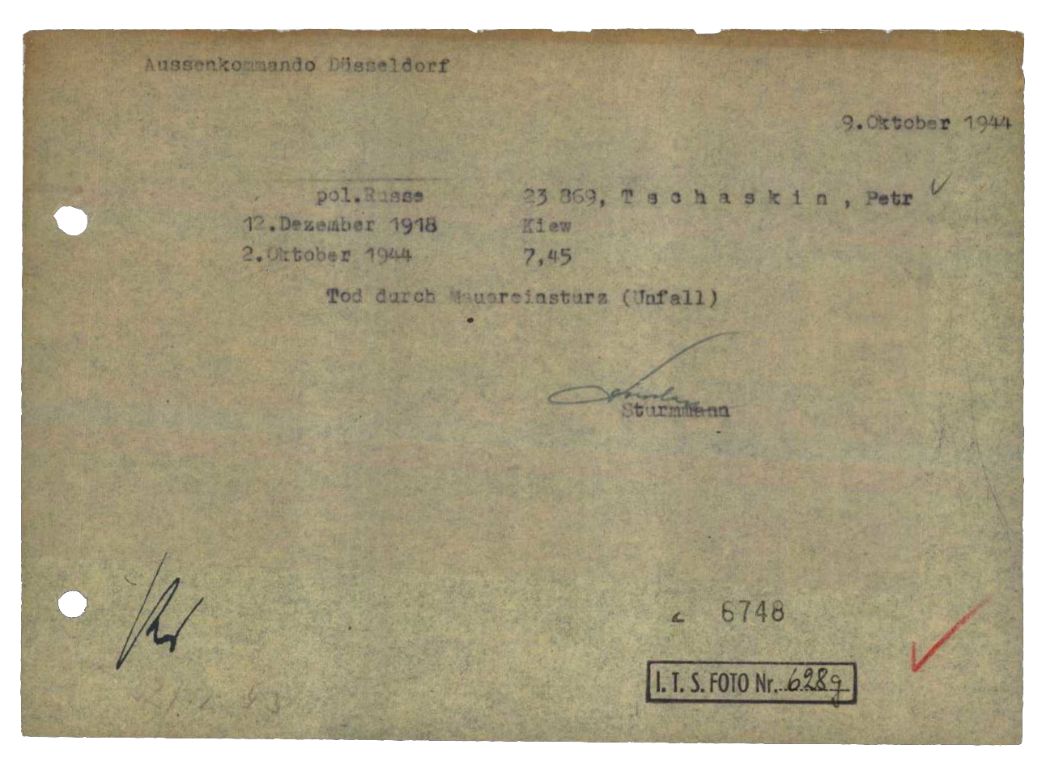 Aussenkommando Düsseldorf
9.Oktober 1944
pol.Russe 23 869, T s c h a s k i n , Petr
12.Dezember 1918 Kiew
2.Oktober 1944 7,45
Tod durch Mauereinsturz (Unfall)
Sturmmann
6748
I. T. S. FOTO Nr. 628g